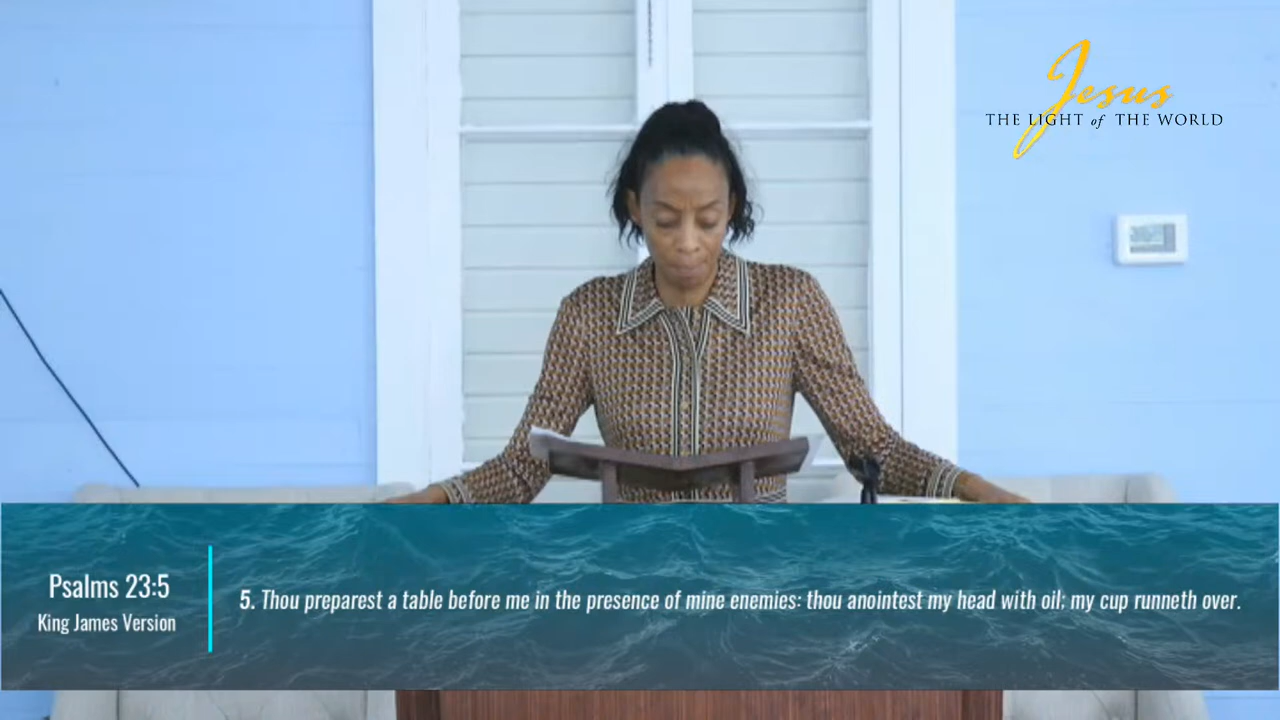 Jesus
THE LIGHT of THE WORLD
Psalms 23:5
King James Version
5. Thou preparest a table before me in the presence of mine enemies: thou anointest my head with oil; my cup runneth over.